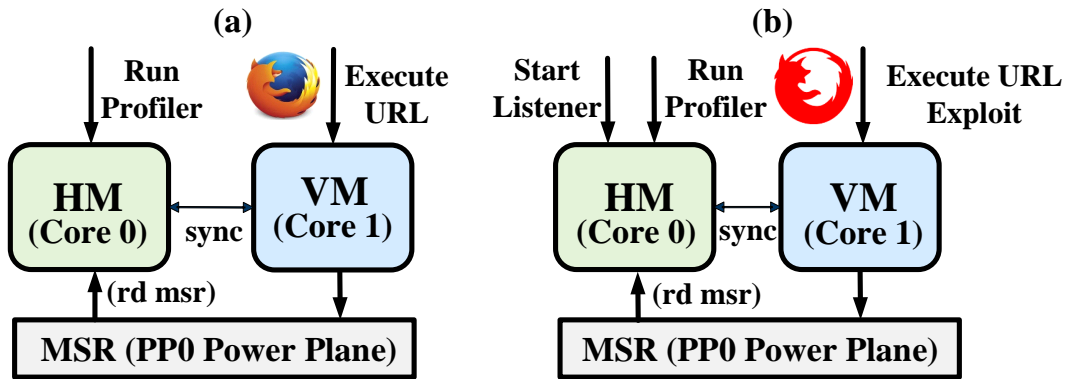 (a)
Run
Profiler
Execute
URL
HM
(Core 0)
sync
VM
(Core 1)
(rd msr)
MSR (PP0 Power Plane)
(b)
Start
Listener
Run
Profiler
Execute URL
Exploit
HM
(Core 0)
sync
VM
(Core 1)
(rd msr)
MSR (PP0 Power Plane)